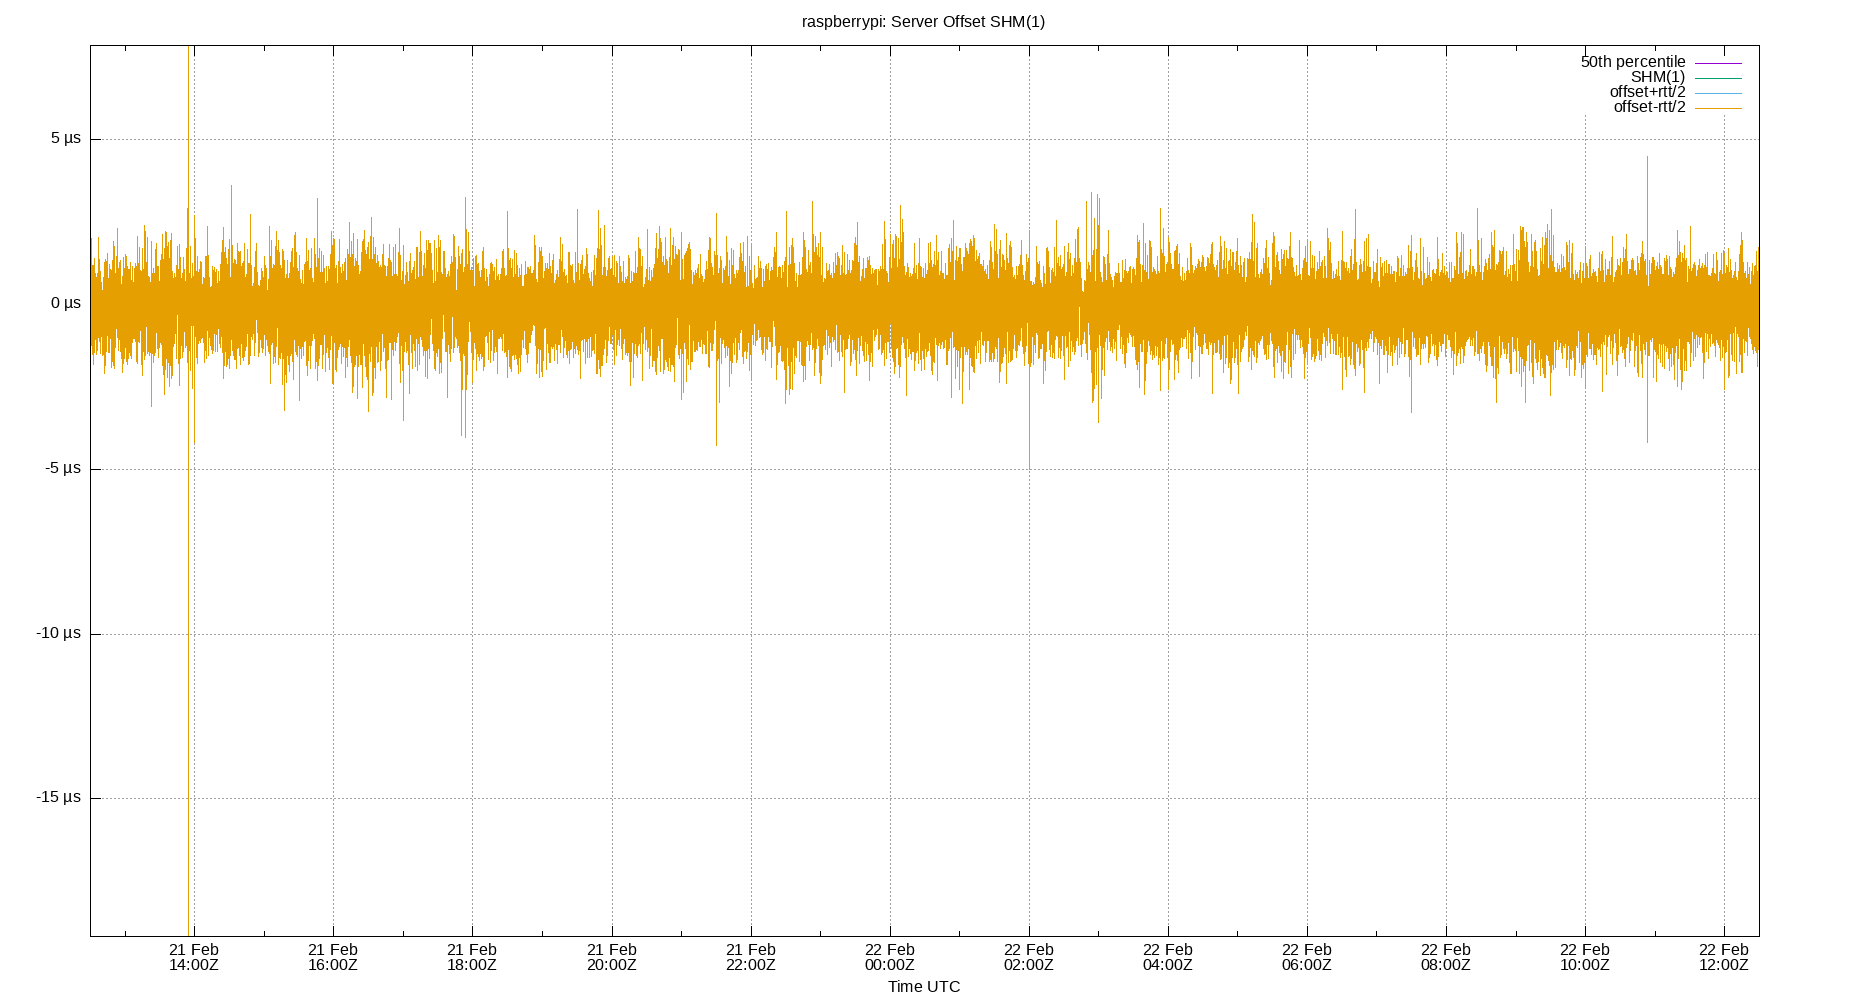 raspberrypi: Server Offset SHM(1)
50th percentile
SHM(1)
offset+rtt/2
offset-rtt/2
5 µs
0 µs
-5 µs
-10 µs
-15 µs
21 Feb 21 Feb 21 Feb 21 Feb 21 Feb 22 Feb 22 Feb 22 Feb 22 Feb 22 Feb 22 Feb 22 Feb
14:00Z 16:00Z 18:00Z 20:00Z 22:00Z 00:00Z 02:00Z 04:00Z 06:00Z 08:00Z 10:00Z 12:00Z
Time UTC